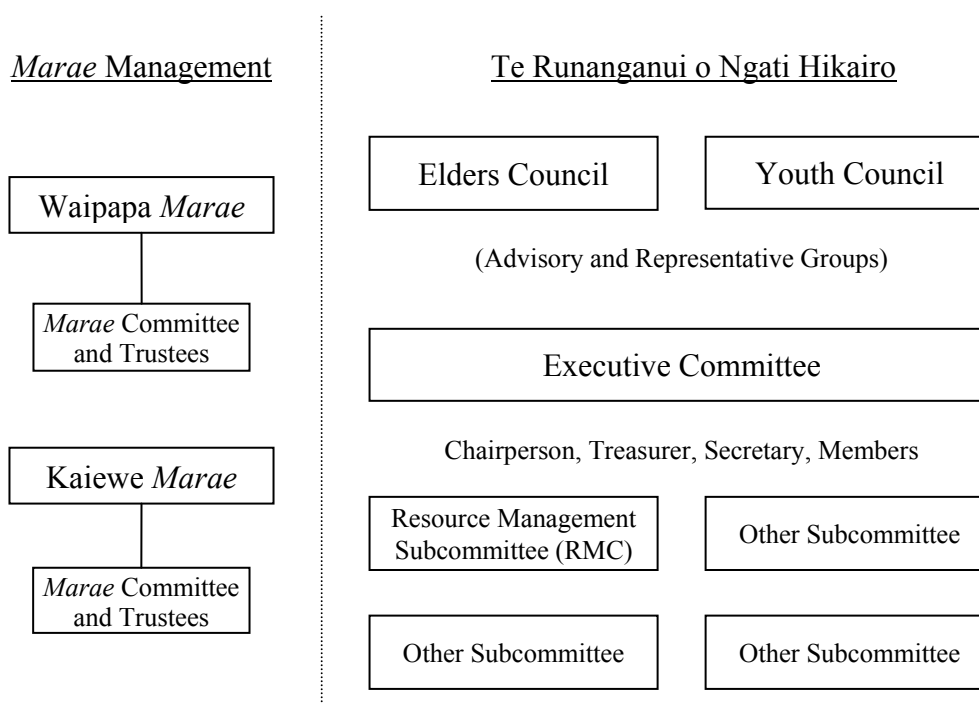 Marae Management
Waipapa Marae
Marae Committee
and Trustees
Kaiewe Marae
Marae Committee
and Trustees
Te Runanganui o Ngati Hikairo
Elders Council
Youth Council
(Advisory and Representative Groups)
Executive Committee
Chairperson, Treasurer, Secretary, Members
Resource Management
Subcommittee (RMC)
Other Subcommittee
Other Subcommittee
Other Subcommittee